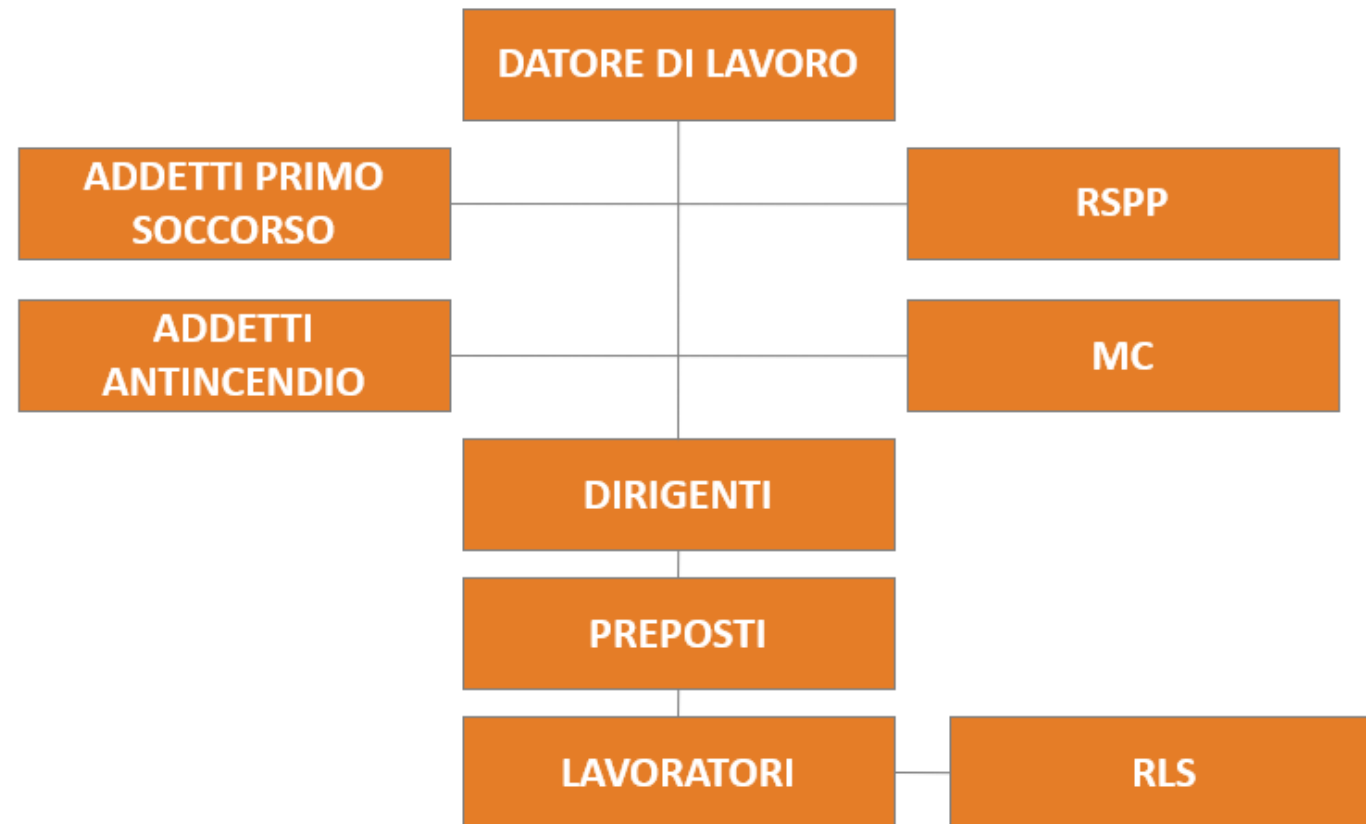 DATORE DI LAVORO
ADDETTI PRIMO
SOCCORSO
RSPP
ADDETTI
ANTINCENDIO
MC
DIRIGENTI
PREPOSTI
LAVORATORI
RLS